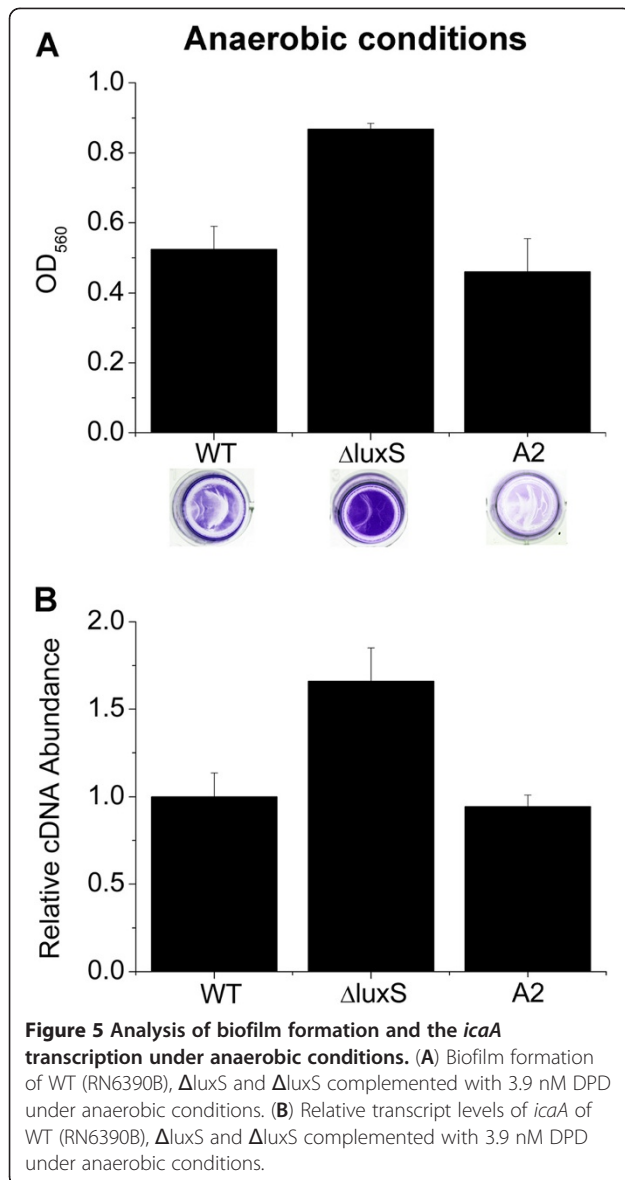 A
Anaerobic conditions
1.0
0.8
0.6
0.4
0.2
0.0
OD560
WT
ΔluxS
A2
B
2.0
1.5
1.0
0.5
0.0
Relative cDNA Abundance
WT
ΔluxS
A2
Figure 5 Analysis of biofilm formation and the icaA
transcription under anaerobic conditions. (A) Biofilm formation
of WT (RN6390B), ΔluxS and ΔluxS complemented with 3.9 nM DPD
under anaerobic conditions. (B) Relative transcript levels of icaA of
WT (RN6390B), ΔluxS and ΔluxS complemented with 3.9 nM DPD
under anaerobic conditions.